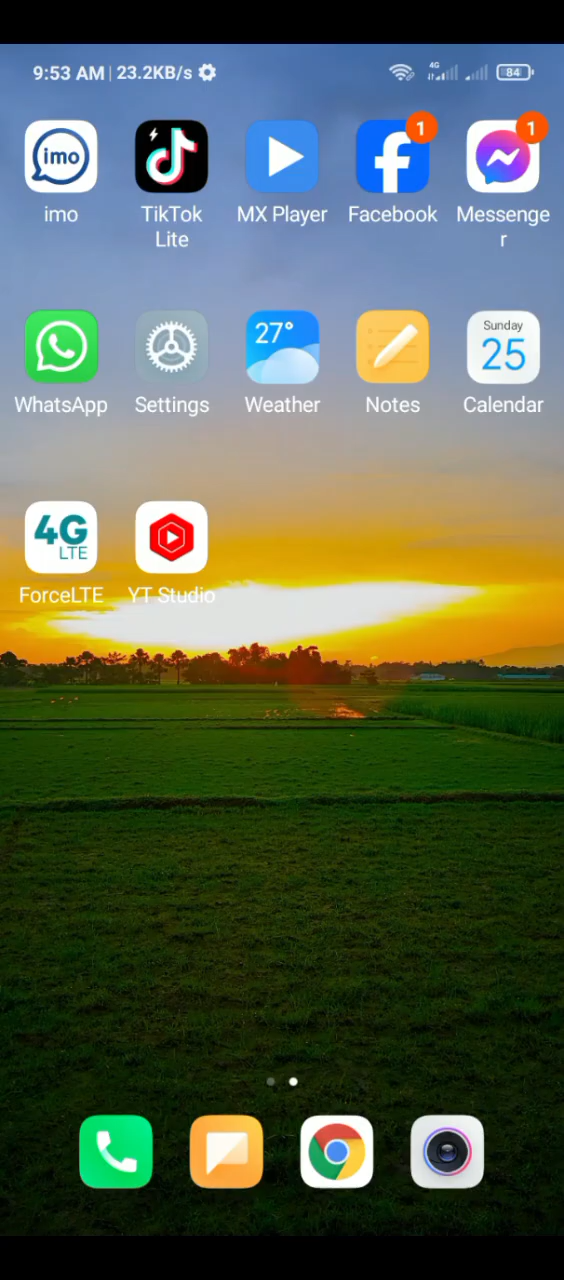 9:53 AM | 23.2KB/s 4G 84
1 1
imo
imo TikTok Lite MX Player Facebook Messenger
27° Sunday
25
WhatsApp Settings Weather Notes Calendar
4G
LTE
ForceLTE YT Studio